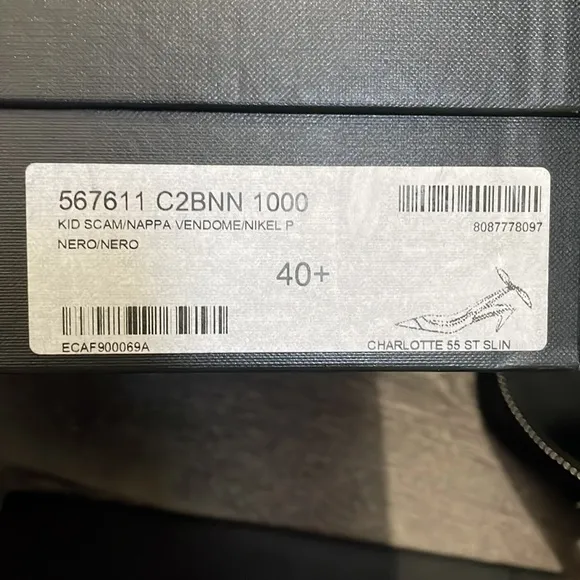 567611 C2BNN 1000
KID SCAM/NAPPA VENDOME/NIKEL P
NERO/NERO
8087778097
40+
ECAF900069A
CHARLOTTE 55 ST SLIN